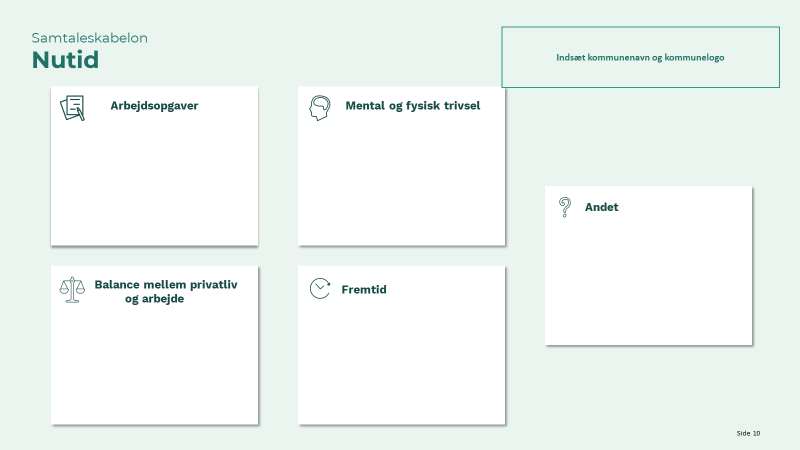 Samtaleskabelon
Nutid
Indsæt kommunenavn og kommunelogo
Arbejdsopgaver
Mental og fysisk trivsel
Andet
Balance mellem privatliv
og arbejde
Fremtid
Side 10